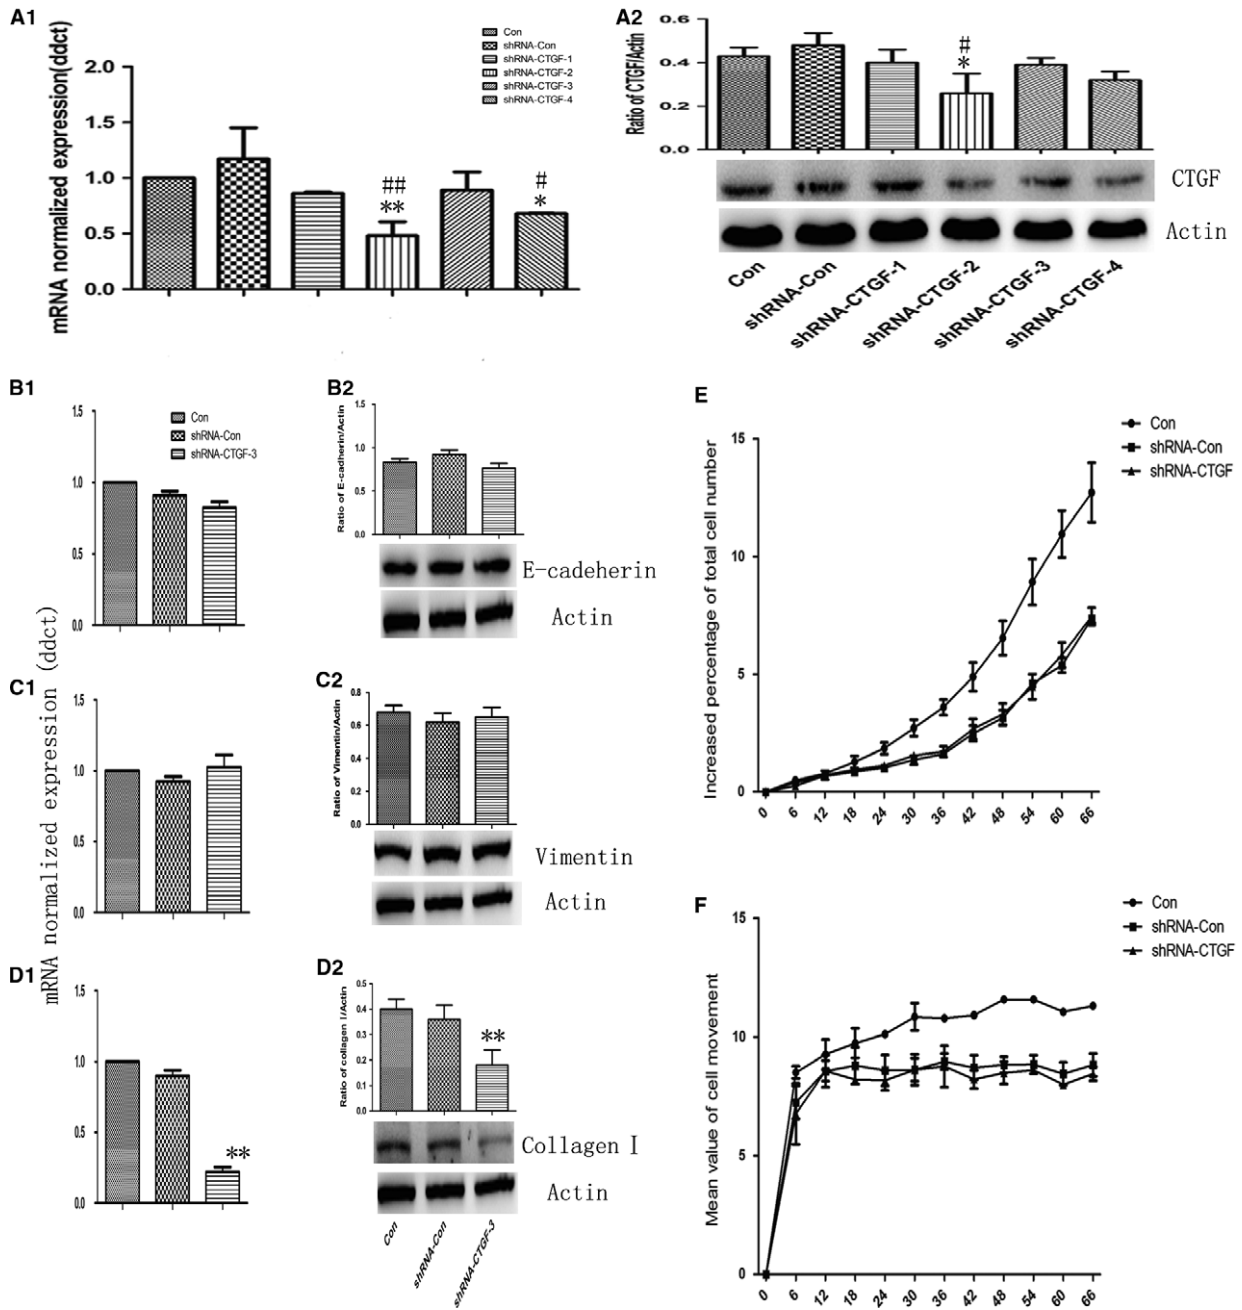 A1
mRNA normalized expression(ddct)
2.0
1.5
1.0
0.5
0.0
Con
shRNA-Con
shRNA-CTGF-1
shRNA-CTGF-2
shRNA-CTGF-3
shRNA-CTGF-4
##
**
#
*
A2
Ratio of CTGF/Actin
0.6
0.4
0.2
0.0
#
*
CTGF
Actin
Con
shRNA-Con
shRNA-CTGF-1
shRNA-CTGF-2
shRNA-CTGF-3
shRNA-CTGF-4
mRNA normalized expression (ddct)
B1
1.5
1.0
0.5
0.0
Con
shRNA-Con
shRNA-CTGF-3
B2
Ratio of E-cadherin/Actin
1.5
1.0
0.5
0.0
E-cadeherin
Actin
C1
1.5
1.0
0.5
0.0
C2
Ratio of Vimentin/Actin
0.8
0.6
0.4
0.2
0.0
Vimentin
Actin
D1
1.5
1.0
0.5
0.0
**
D2
Ratio of collagen I/Actin
0.5
0.4
0.3
0.2
0.1
0.0
**
Collagen I
Actin
Con
shRNA-Con
shRNA-CTGF-3
E
Increased percentage of total cell number
15
10
5
0
0 6 12 18 24 30 36 42 48 54 60 66
Con
shRNA-Con
shRNA-CTGF
F
Mean value of cell movement
15
10
5
0
0 6 12 18 24 30 36 42 48 54 60 66
Con
shRNA-Con
shRNA-CTGF